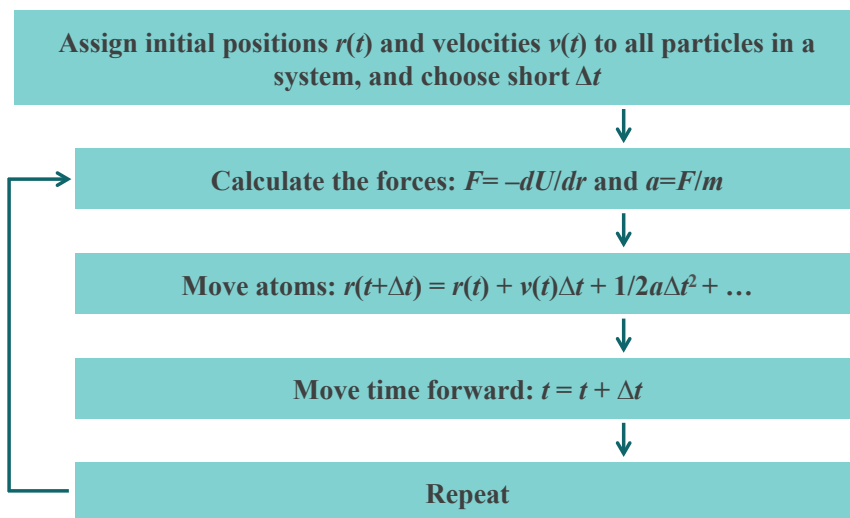 Assign initial positions r(t) and velocities v(t) to all particles in a
system, and choose short Δt
Calculate the forces: F= –dU/dr and a=F/m
Move atoms: r(t+Δt) = r(t) + v(t)Δt + 1/2aΔt² + …
Move time forward: t = t + Δt
Repeat